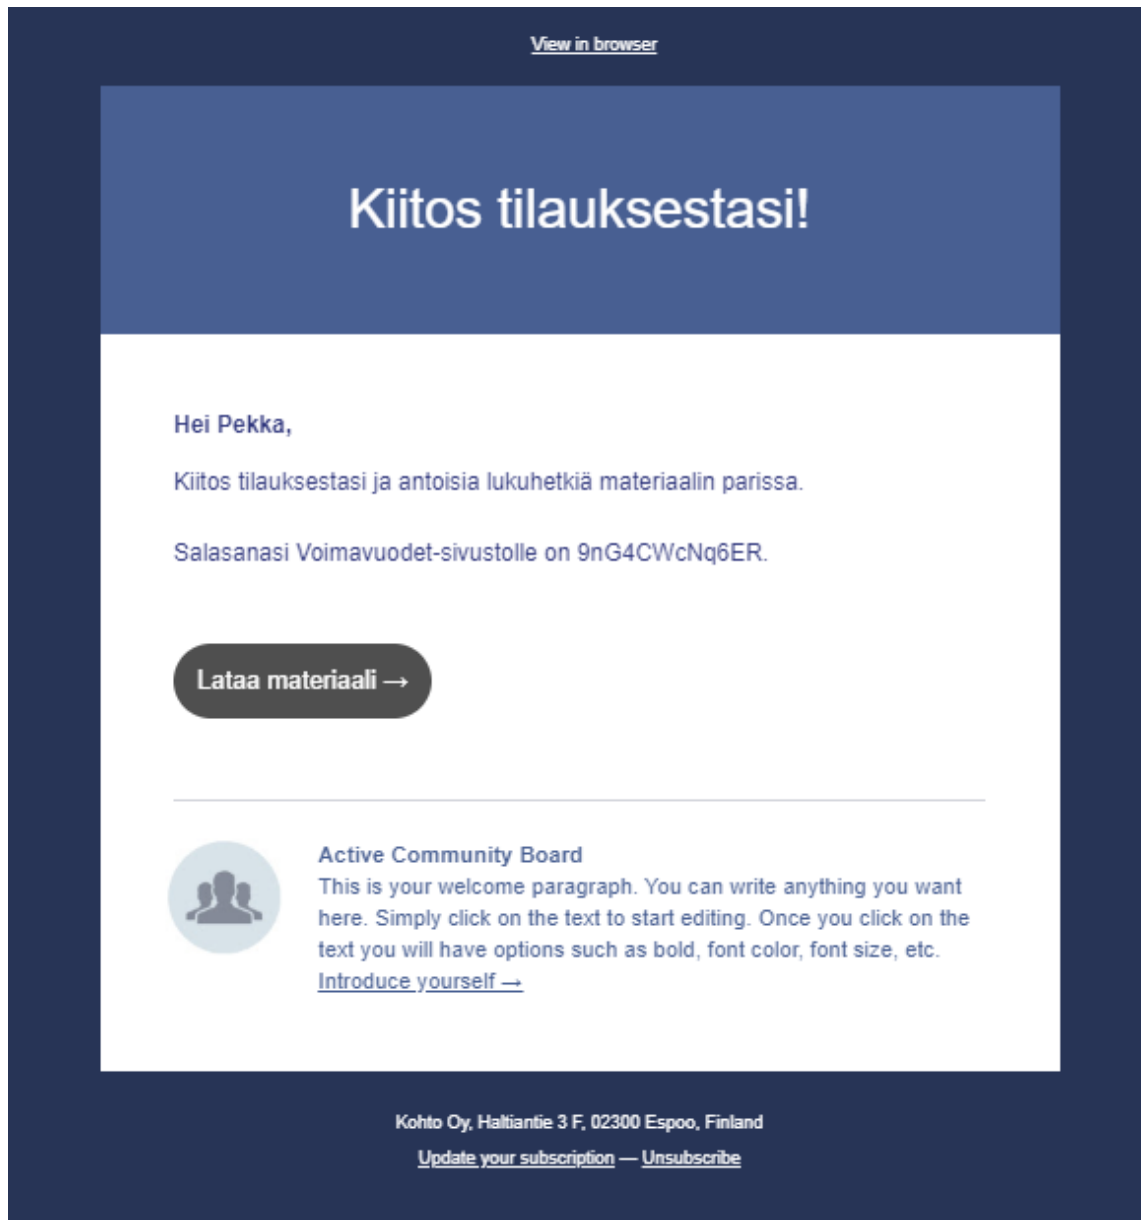 View in browser
Kiitos tilauksestasi!
Hei Pekka,
Kiitos tilauksestasi ja antoisia lukuhetkiä materiaalin parissa.
Salasanasi Voimavuodet-sivustolle on 9nG4CWcNq6ER.
Lataa materiaali →
Active Community Board
This is your welcome paragraph. You can write anything you want
here. Simply click on the text to start editing. Once you click on the
text you will have options such as bold, font color, font size, etc.
Introduce yourself →
Kohto Oy, Haltiantie 3 F, 02300 Espoo, Finland
Update your subscription — Unsubscribe